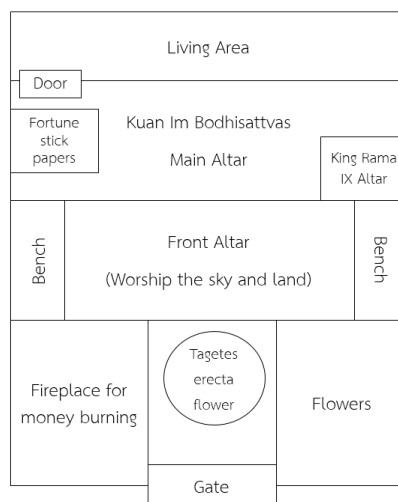 Living Area
Door
Fortune
stick
papers
Kuan Im Bodhisattvas
Main Altar
King Rama
IX Altar
Bench
Front Altar
(Worship the sky and land)
Bench
Fireplace for
money burning
Tagetes
erecta
flower
Flowers
Gate